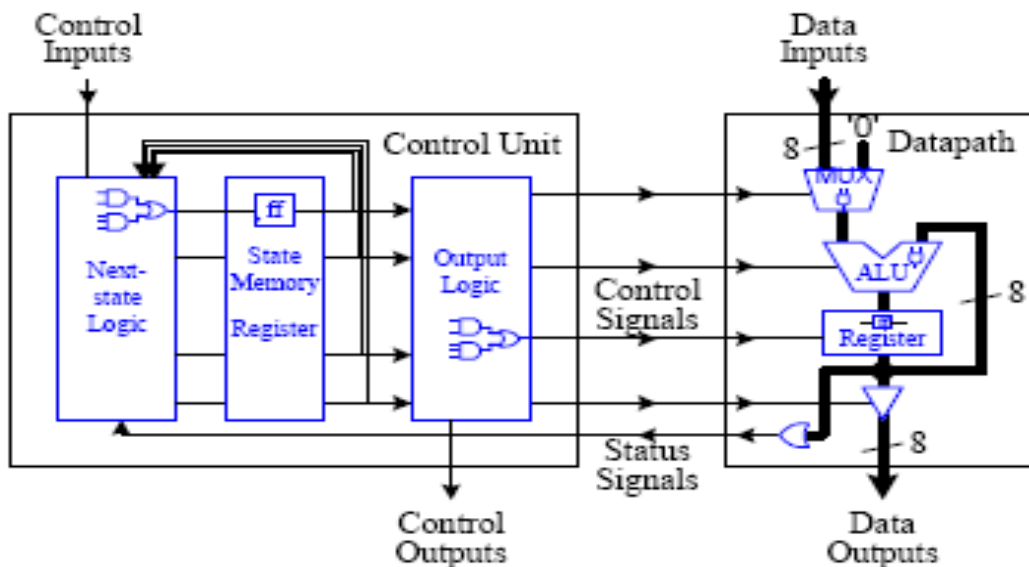 Control
Inputs
Data
Inputs
Control Unit
8
'0'
Datapath
MUX
ff
Next-
state
Logic
State
Memory
Register
Output
Logic
ALU
Control
Signals
8
Register
Status
Signals
8
Control
Outputs
Data
Outputs